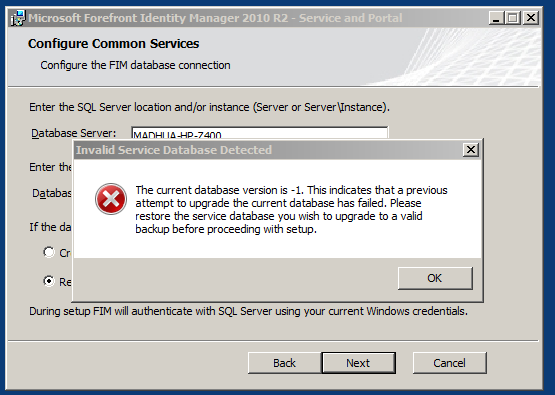 Microsoft Forefront Identity Manager 2010 R2 - Service and Portal
Configure Common Services
Configure the FIM database connection
Enter the SQL Server location and/or instance (Server or Server\Instance).
Database Server: MADHUA-HP-Z400
Invalid Service Database Detected
Enter the
The current database version is -1. This indicates that a previous
attempt to upgrade the current database has failed. Please
restore the service database you wish to upgrade to a valid
backup before proceeding with setup.
Databas
If the da
Cr
Re
OK
During setup FIM will authenticate with SQL Server using your current Windows credentials.
Back Next Cancel